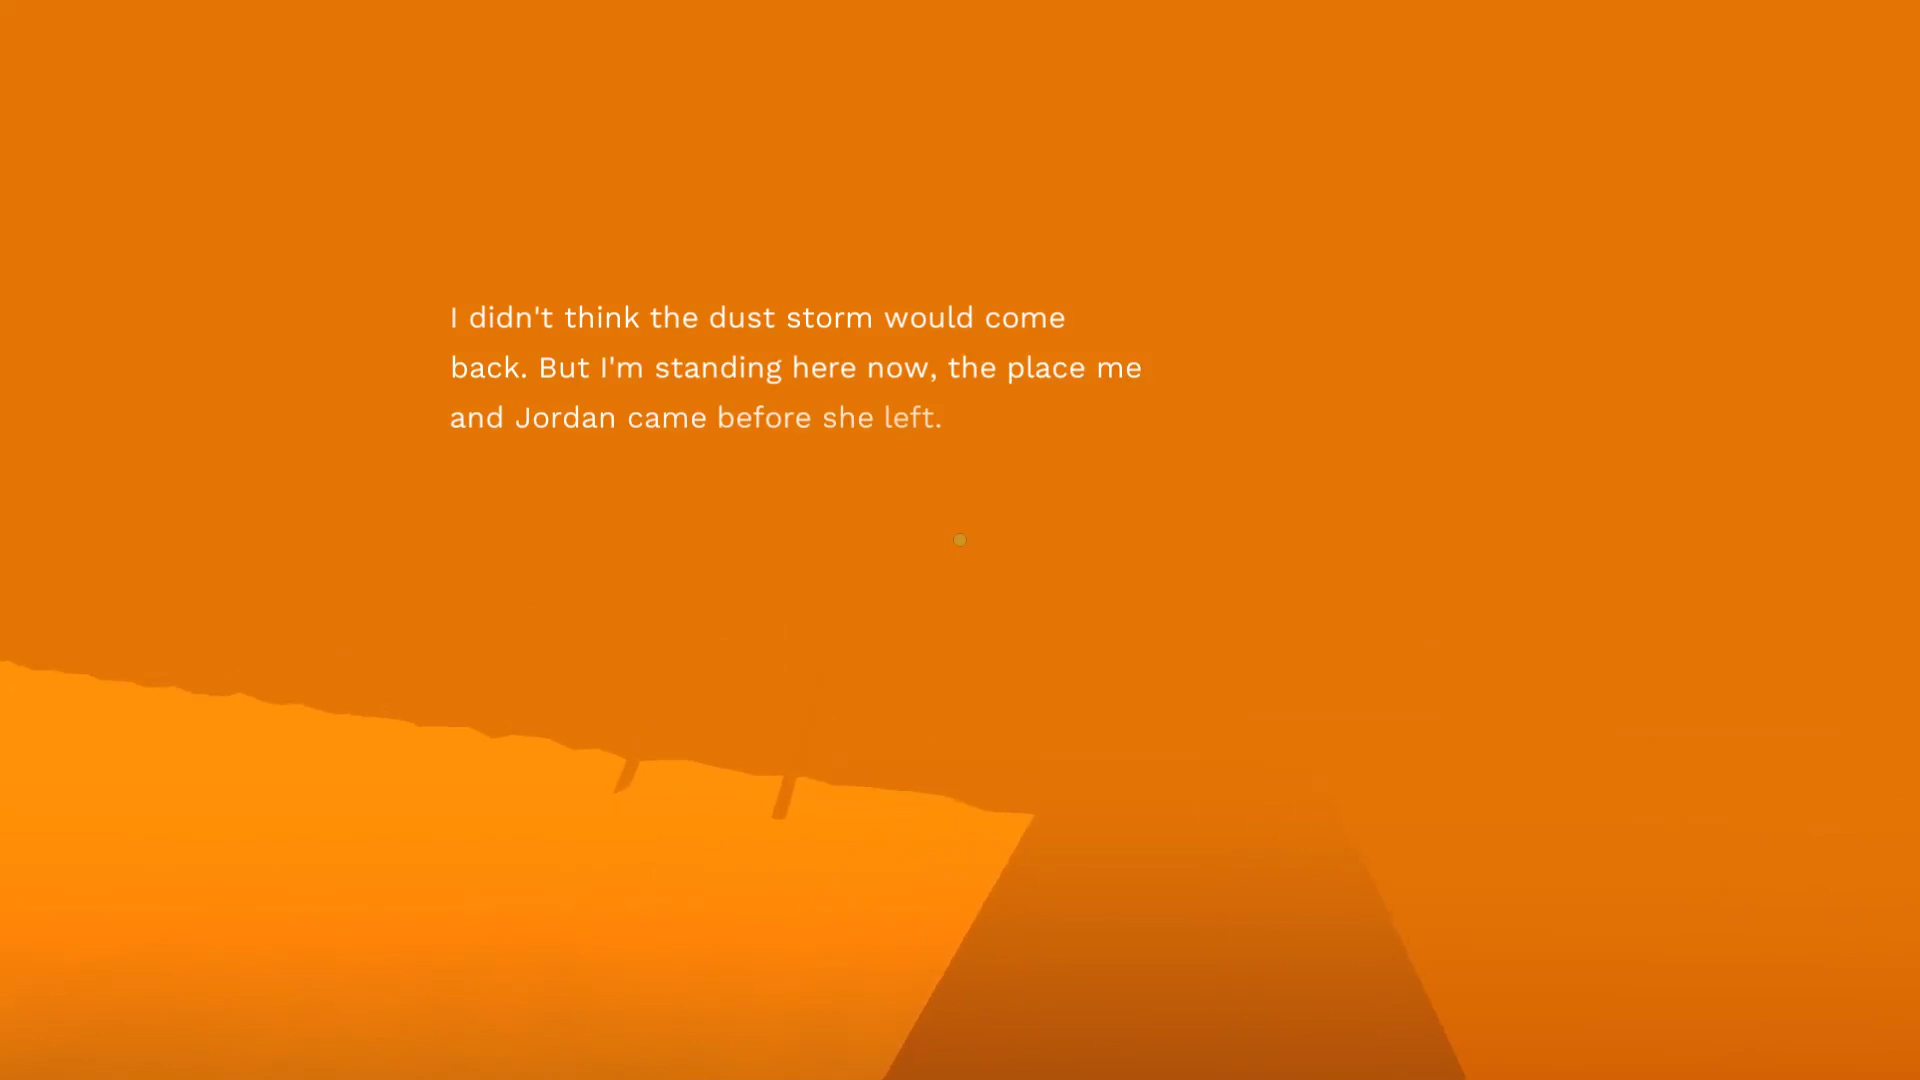 I didn't think the dust storm would come
back. But I'm standing here now, the place me
and Jordan came before she left.